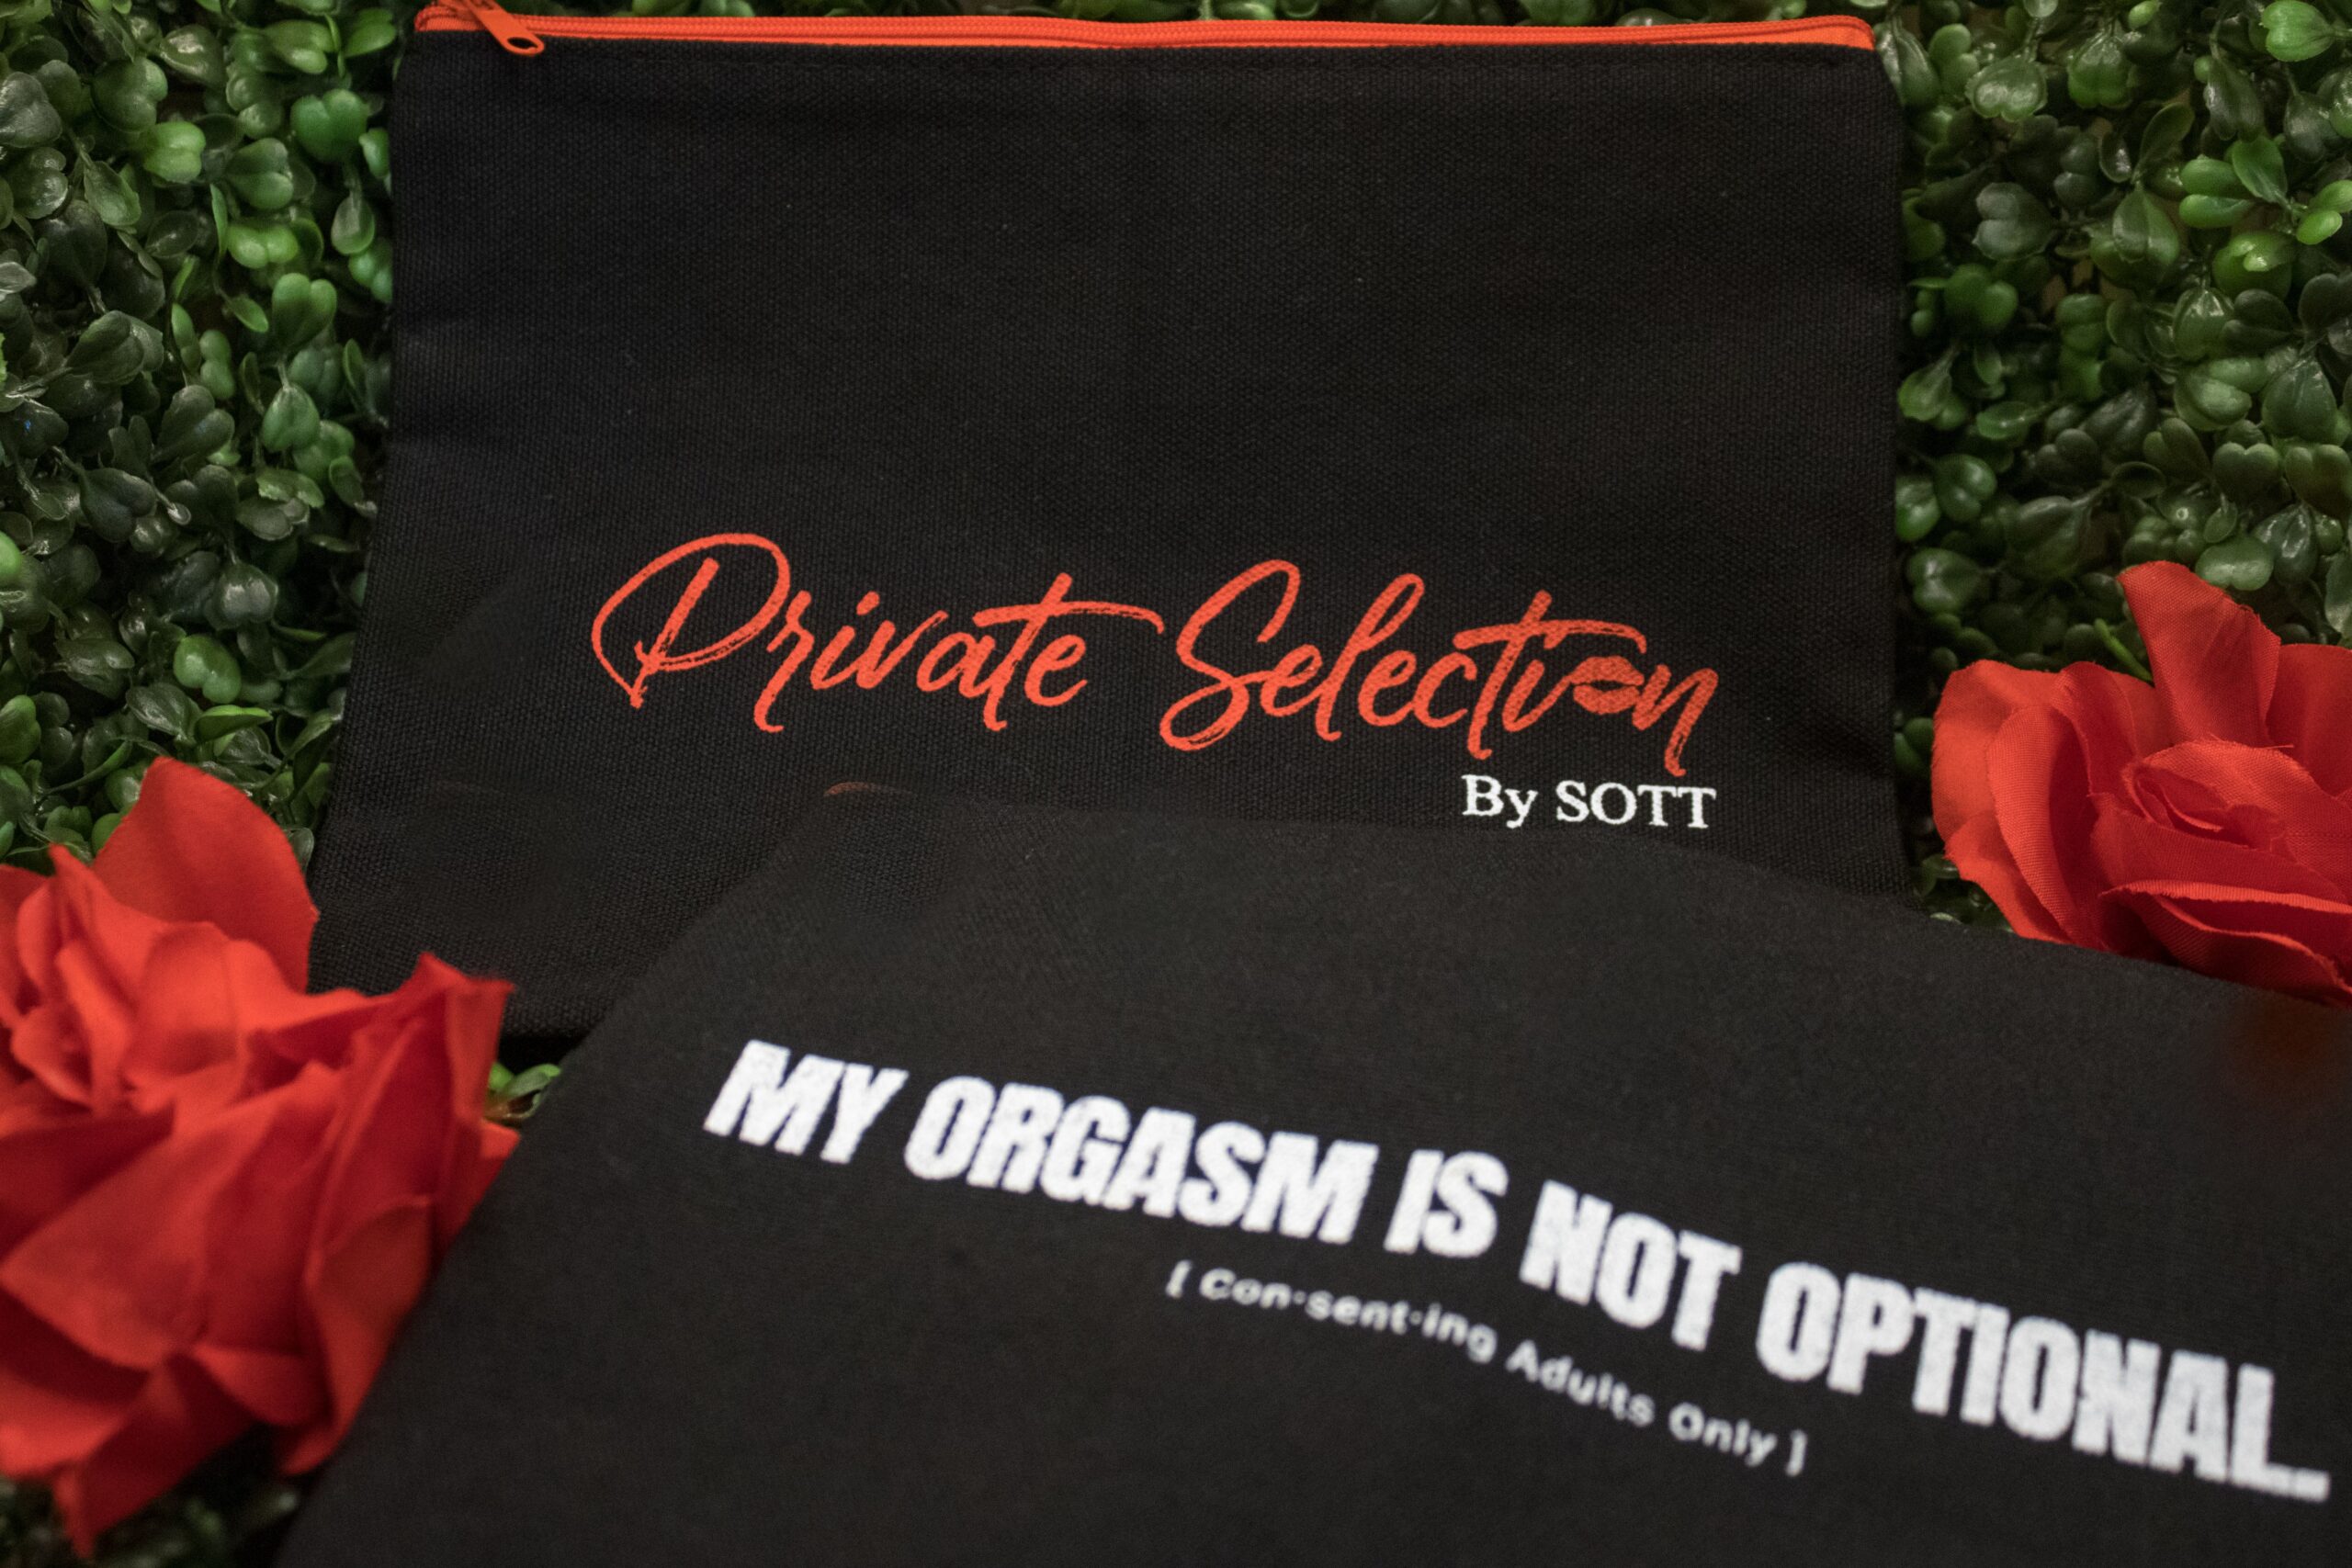 Private Selection
By SOTT
MY ORGASM IS NOT OPTIONAL.
[ Con·sent·ing Adults Only ]